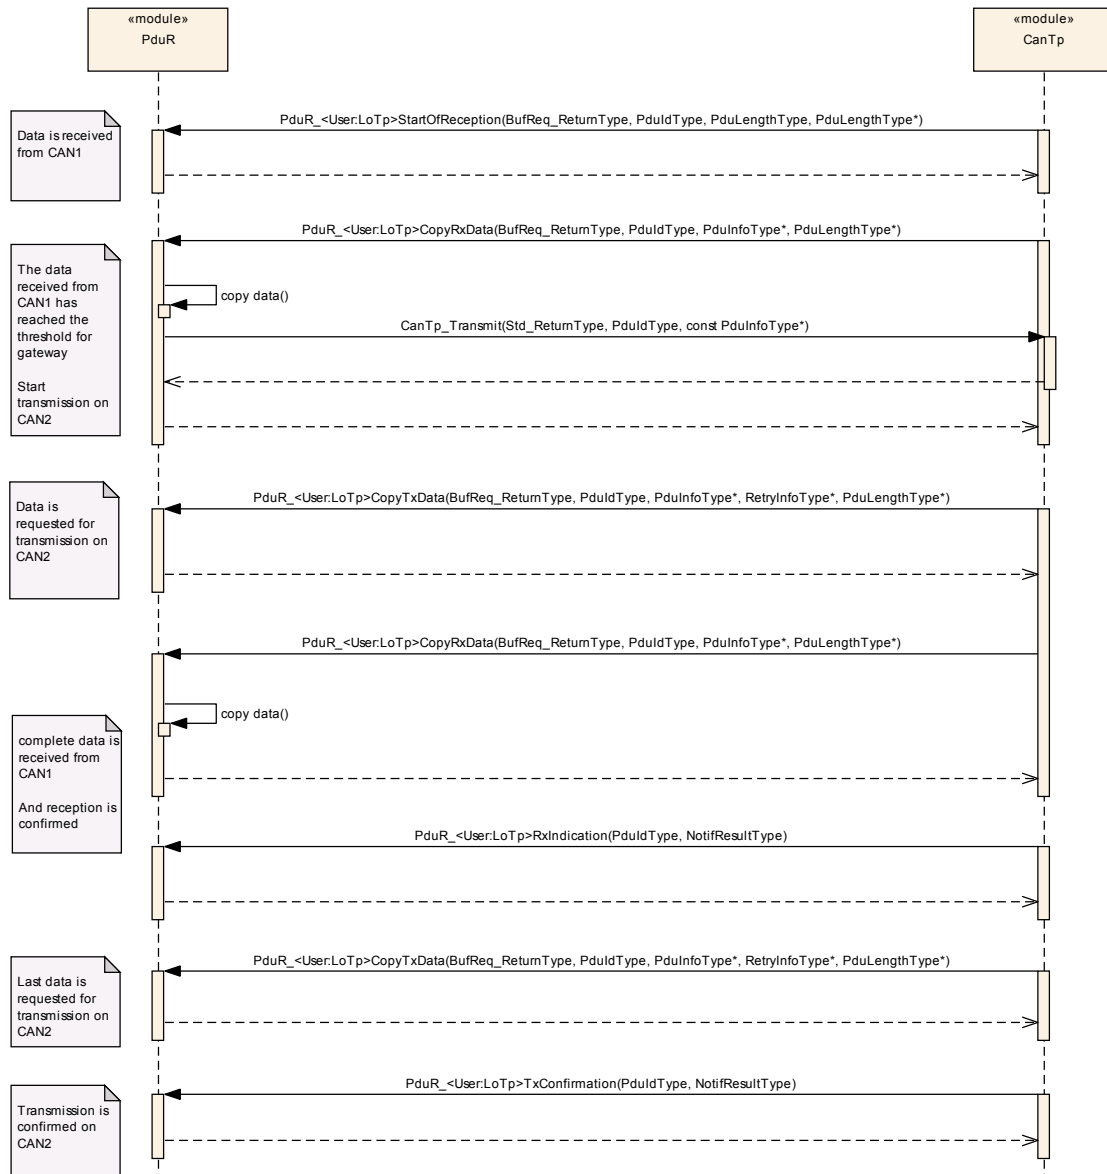 «module»
PduR
«module»
CanTp
PduR_<User:LoTp>StartOfReception(BufReq_ReturnType, PduIdType, PduLengthType, PduLengthType*)
Data is received
from CAN1
PduR_<User:LoTp>CopyRxData(BufReq_ReturnType, PduIdType, PduInfoType*, PduLengthType*)
The data
received from
CAN1 has
reached the
threshold for
gateway
Start
transmission on
CAN2
copy data()
CanTp_Transmit(Std_ReturnType, PduIdType, const PduInfoType*)
PduR_<User:LoTp>CopyTxData(BufReq_ReturnType, PduIdType, PduInfoType*, RetryInfoType*, PduLengthType*)
Data is
requested for
transmission on
CAN2
PduR_<User:LoTp>CopyRxData(BufReq_ReturnType, PduIdType, PduInfoType*, PduLengthType*)
copy data()
complete data is
received from
CAN1
And reception is
confirmed
PduR_<User:LoTp>RxIndication(PduIdType, NotifResultType)
PduR_<User:LoTp>CopyTxData(BufReq_ReturnType, PduIdType, PduInfoType*, RetryInfoType*, PduLengthType*)
Last data is
requested for
transmission on
CAN2
PduR_<User:LoTp>TxConfirmation(PduIdType, NotifResultType)
Transmission is
confirmed on
CAN2